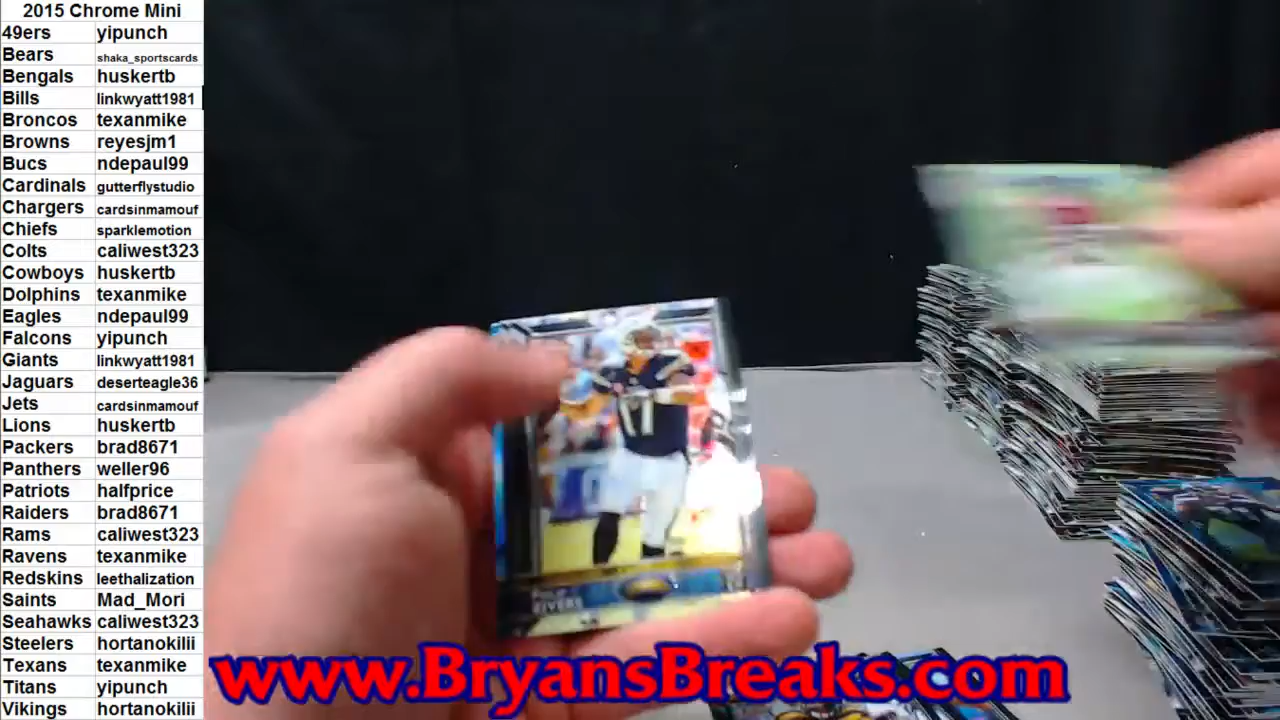 2015 Chrome Mini
49ers yipunch
Bears shaka_sportscards
Bengals huskertb
Bills linkwyatt1981
Broncos texanmike
Browns reyesjm1
Bucs ndepaul99
Cardinals gutterflystudio
Chargers cardsinmamouf
Chiefs sparklemotion
Colts caliwest323
Cowboys huskertb
Dolphins texanmike
Eagles ndepaul99
Falcons yipunch
Giants linkwyatt1981
Jaguars deserteagle36
Jets cardsinmamouf
Lions huskertb
Packers brad8671
Panthers weller96
Patriots halfprice
Raiders brad8671
Rams caliwest323
Ravens texanmike
Redskins leethalization
Saints Mad_Mori
Seahawks caliwest323
Steelers hortanokilii
Texans texanmike
Titans yipunch
Vikings hortanokilii
17
RIVERS
www.BryansBreaks.com